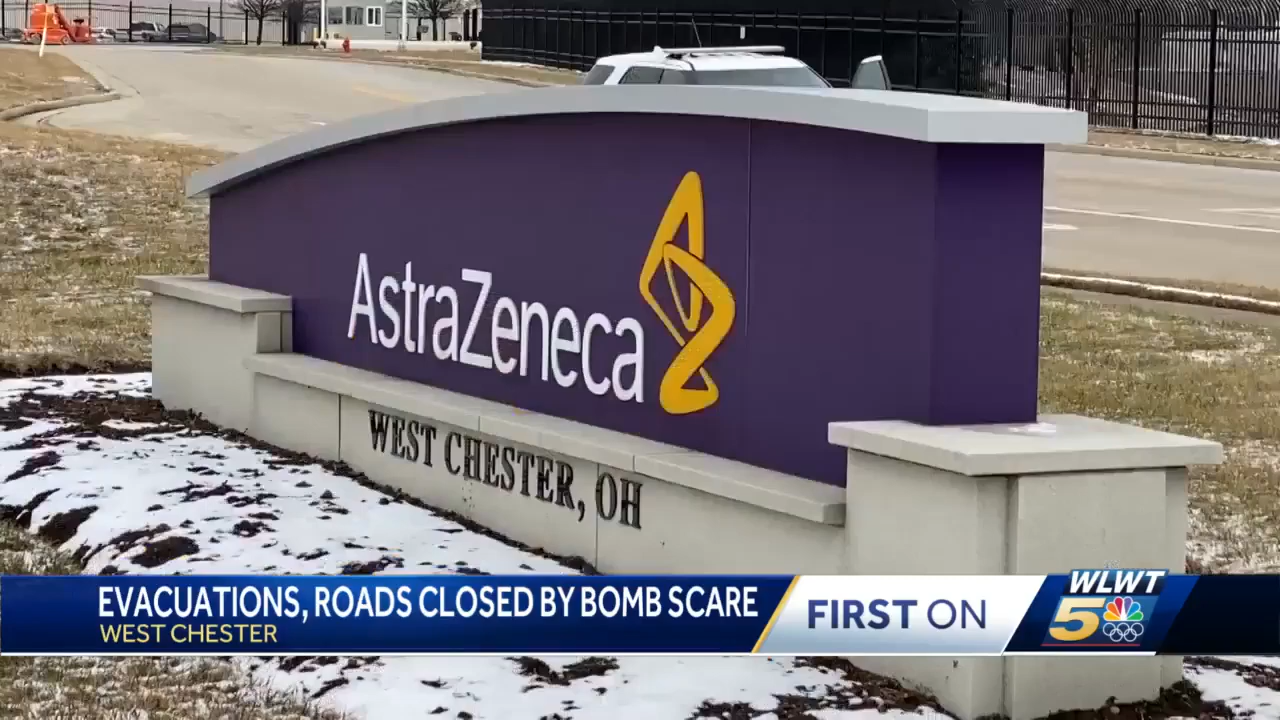 AstraZeneca
WEST CHESTER, OH
EVACUATIONS, ROADS CLOSED BY BOMB SCARE
WEST CHESTER
FIRST ON
WLWT
5